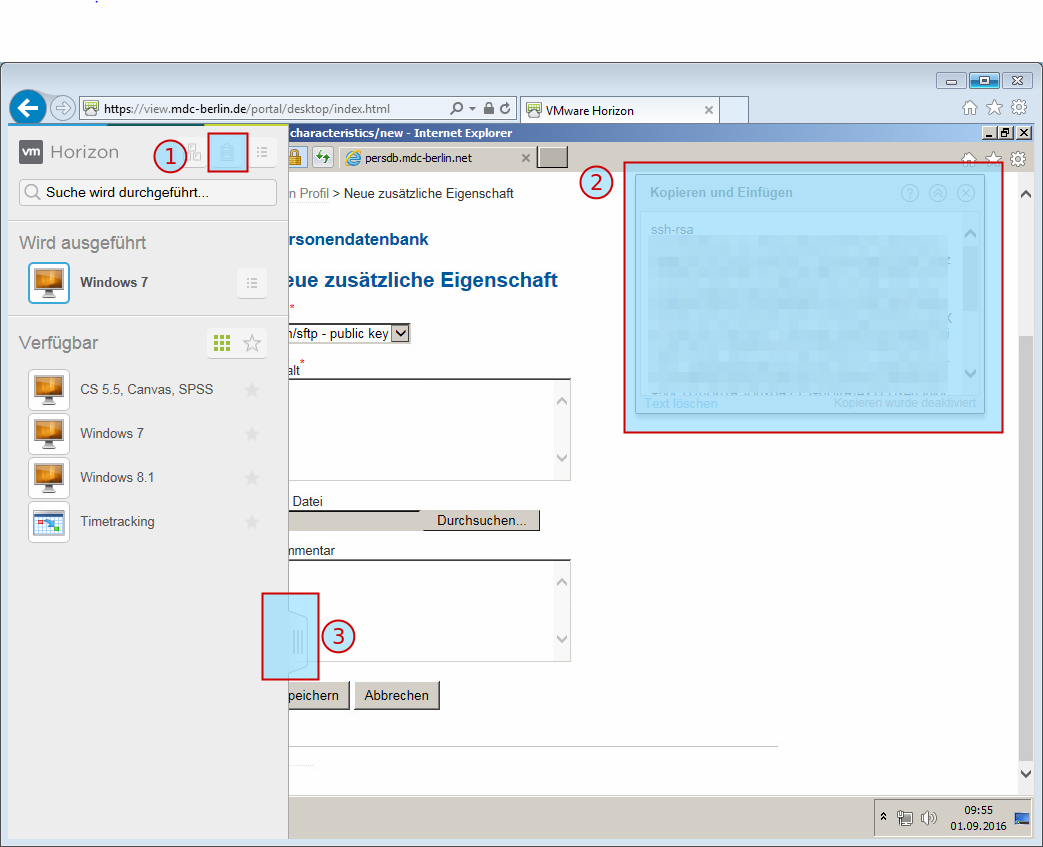 https://view.mdc-berlin.de/portal/desktop/index.html
VMware Horizon
characteristics/new - Internet Explorer
vm Horizon
1
persdb.mdc-berlin.net
Suche wird durchgeführt...
n Profil > Neue zusätzliche Eigenschaft
2
Kopieren und Einfügen
ssh-rsa
Wird ausgeführt
Windows 7
rsonendatenbank
eue zusätzliche Eigenschaft
*
/sftp - public key
Verfügbar
alt*
CS 5.5, Canvas, SPSS
Windows 7
Windows 8.1
Timetracking
Text löschen
Kopieren wurde deaktiviert
Datei
Durchsuchen...
mmentar
3
peichern
Abbrechen
09:55
01.09.2016